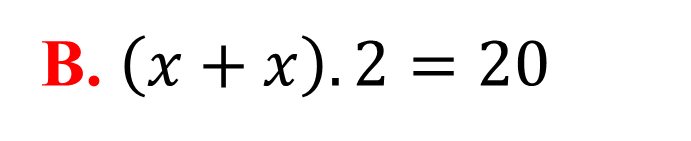 B. (x + x). 2 = 20